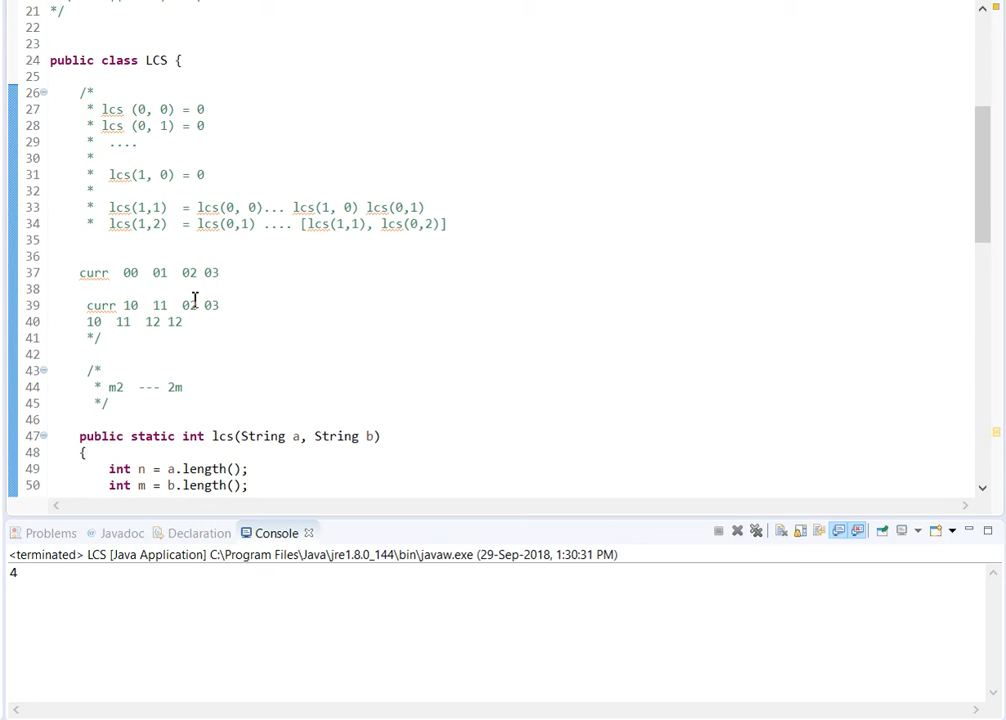 21 */
22
23
24 public class LCS {
25
26 /*
27 * lcs (0, 0) = 0
28 * lcs (0, 1) = 0
29 * ....
30 *
31 * lcs(1, 0) = 0
32 *
33 * lcs(1,1) = lcs(0, 0)... lcs(1, 0) lcs(0,1)
34 * lcs(1,2) = lcs(0,1) .... [lcs(1,1), lcs(0,2)]
35
36
37 curr 00 01 02 03
38
39 curr 10 11 02 03
40 10 11 12 12
41 */
42
43 /*
44 * m2 --- 2m
45 */
46
47 public static int lcs(String a, String b)
48 {
49 int n = a.length();
50 int m = b.length();
Problems Javadoc Declaration Console
<terminated> LCS [Java Application] C:\Program Files\Java\jre1.8.0_144\bin\javaw.exe (29-Sep-2018, 1:30:31 PM)
4